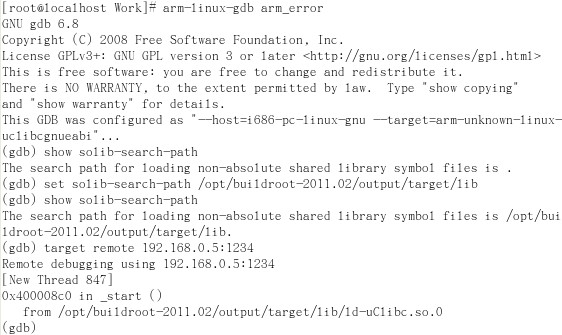 [root@localhost Work]# arm-linux-gdb arm_error
GNU gdb 6.8
Copyright (C) 2008 Free Software Foundation, Inc.
License GPLv3+: GNU GPL version 3 or later <http://gnu.org/licenses/gpl.html>
This is free software: you are free to change and redistribute it.
There is NO WARRANTY, to the extent permitted by law.  Type "show copying"
and "show warranty" for details.
This GDB was configured as "--host=i686-pc-linux-gnu --target=arm-unknown-linux-
uclibcgnueabi"...
(gdb) show solib-search-path
The search path for loading non-absolute shared library symbol files is .
(gdb) set solib-search-path /opt/buildroot-2011.02/output/target/lib
(gdb) show solib-search-path
The search path for loading non-absolute shared library symbol files is /opt/bui
ldroot-2011.02/output/target/lib.
(gdb) target remote 192.168.0.5:1234
Remote debugging using 192.168.0.5:1234
[New Thread 847]
0x400008c0 in _start ()
   from /opt/buildroot-2011.02/output/target/lib/ld-uClibc.so.0
(gdb)